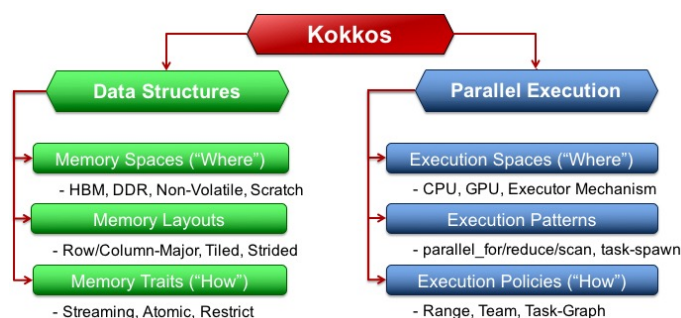 Kokkos
Data Structures
Memory Spaces (“Where”)
- HBM, DDR, Non-Volatile, Scratch
Memory Layouts
- Row/Column-Major, Tiled, Strided
Memory Traits (“How”)
- Streaming, Atomic, Restrict
Parallel Execution
Execution Spaces (“Where”)
- CPU, GPU, Executor Mechanism
Execution Patterns
- parallel_for/reduce/scan, task-spawn
Execution Policies (“How”)
- Range, Team, Task-Graph